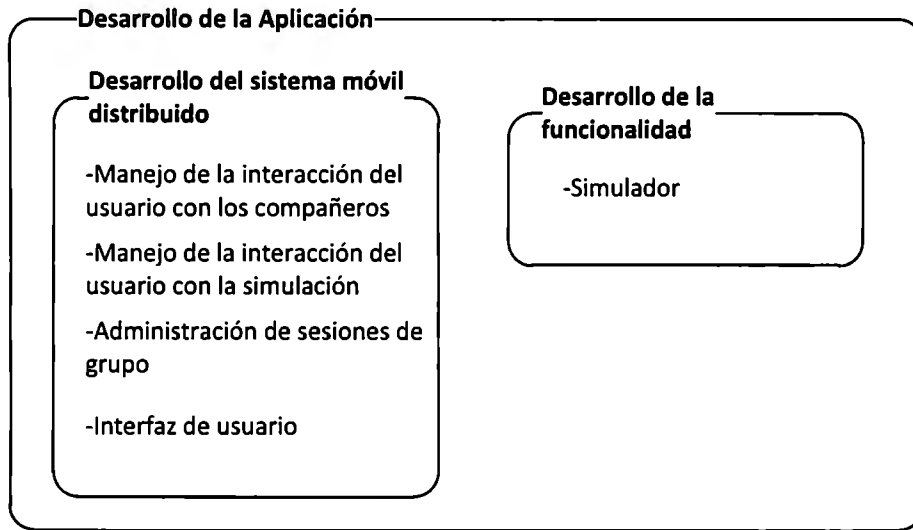 Desarrollo de la Aplicación
Desarrollo del sistema móvil
distribuido
-Manejo de la interacción del
usuario con los compañeros
-Manejo de la interacción del
usuario con la simulación
-Administración de sesiones de
grupo
-Interfaz de usuario
Desarrollo de la
funcionalidad
-Simulador